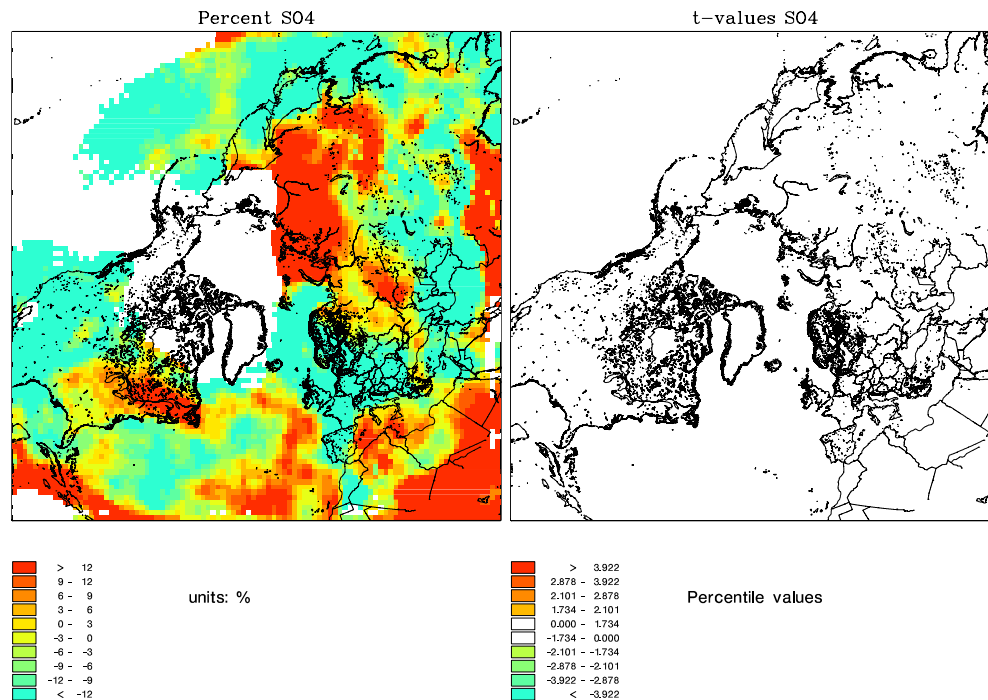 Percent SO4
t-values SO4
> 12
9 - 12
6 - 9
3 - 6
0 - 3
-3 - 0
-6 - -3
-9 - -6
-12 - -9
< -12
units: %
> 3.922
2.878 - 3.922
2.101 - 2.878
1.734 - 2.101
0.000 - 1.734
-1.734 - 0.000
-2.101 - -1.734
-2.878 - -2.101
-3.922 - -2.878
< -3.922
Percentile values